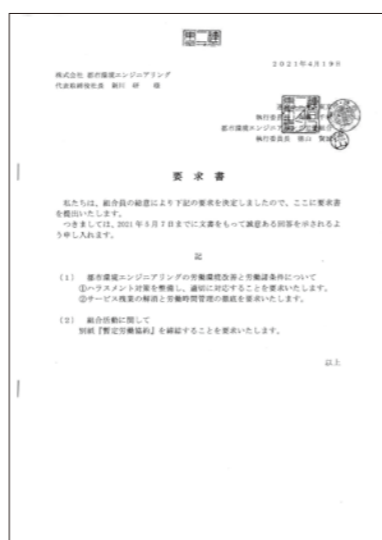 2021年4月19日
株式会社 都市環境エンジニアリング
代表取締役社長
執行委員長
都市環境エンジニア
執行委員長
要求書
私たちは、組合員の総意により下記の要求を決定しましたので、ここに要求書
を提出いたします。
つきましては、2021年5月7日までに文書をもって誠意ある回答を示されるよ
う申し入れます。
記
(1) 都市環境エンジニアリングの労働環境改善と労働諸条件について
①ハラスメント対策を整備し、適切に対応することを要求いたします。
②サービス残業の解消と労働時間管理の徹底を要求いたします。
(2) 組合活動に関して
別紙『暫定労働協約』を締結することを要求いたします。
以上